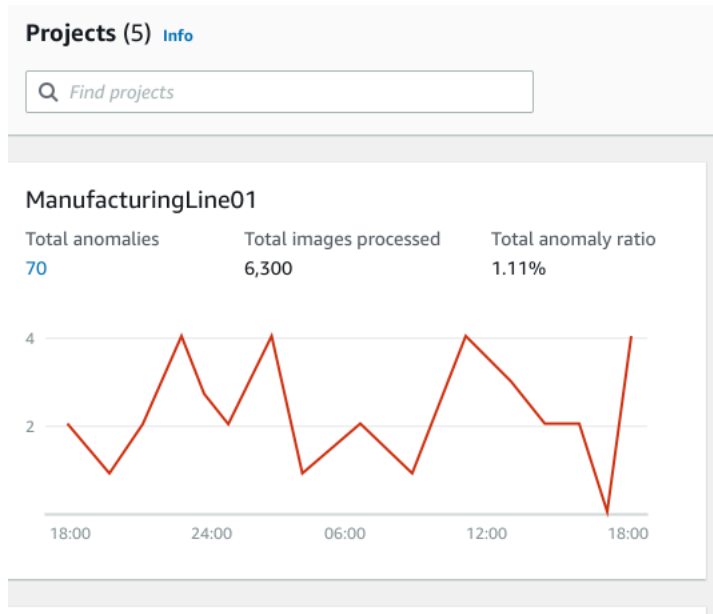 Projects (5) Info
Find projects
ManufacturingLine01
Total anomalies Total images processed Total anomaly ratio
70 6,300 1.11%
4
2
18:00 24:00 06:00 12:00 18:00